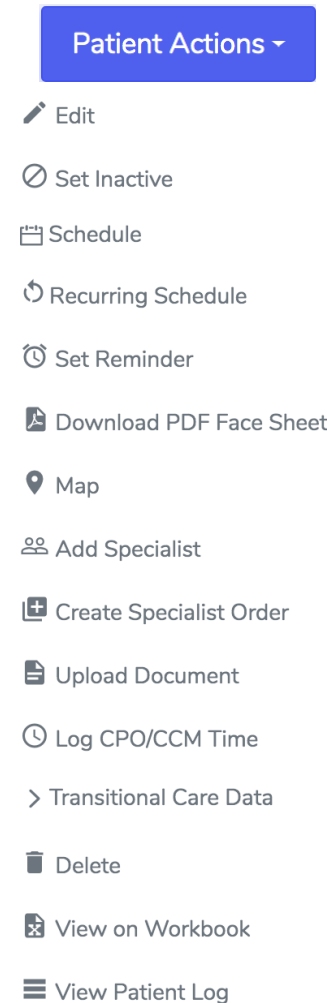 Patient Actions
Edit
Set Inactive
Schedule
Recurring Schedule
Set Reminder
Download PDF Face Sheet
Map
Add Specialist
Create Specialist Order
Upload Document
Log CPO/CCM Time
Transitional Care Data
Delete
View on Workbook
View Patient Log